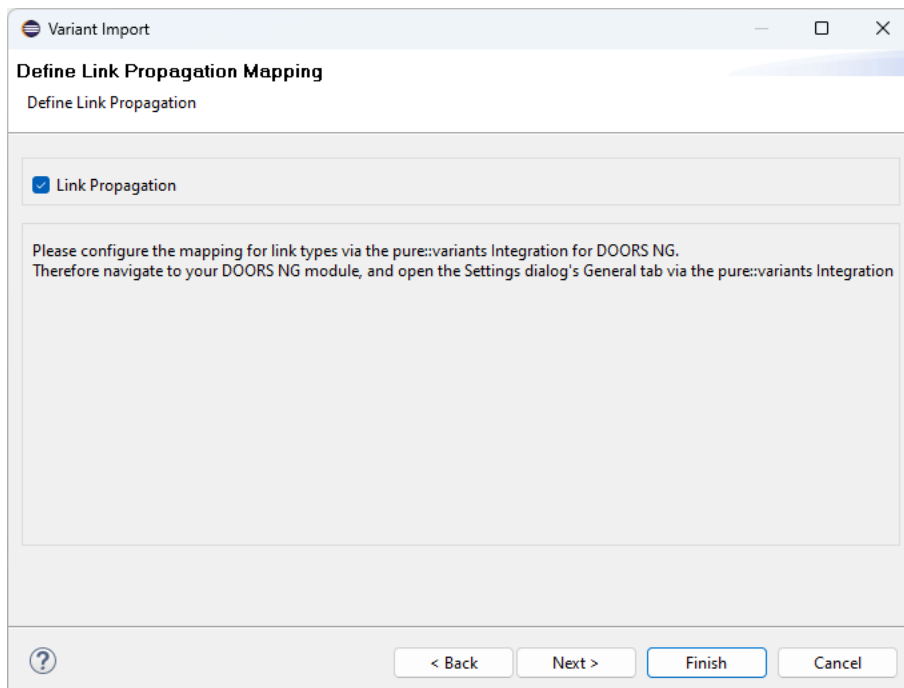 Variant Import
Define Link Propagation Mapping
Define Link Propagation
Link Propagation
Please configure the mapping for link types via the pure::variants Integration for DOORS NG.
Therefore navigate to your DOORS NG module, and open the Settings dialog's General tab via the pure::variants Integration
?
< Back
Next >
Finish
Cancel